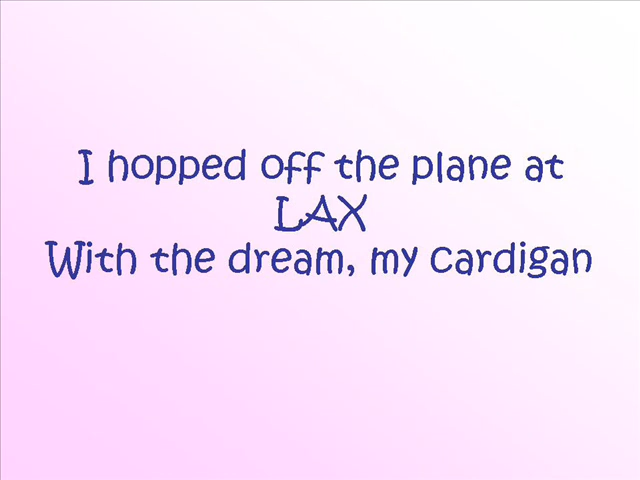 I hopped off the plane at
LAX
With the dream, my cardigan